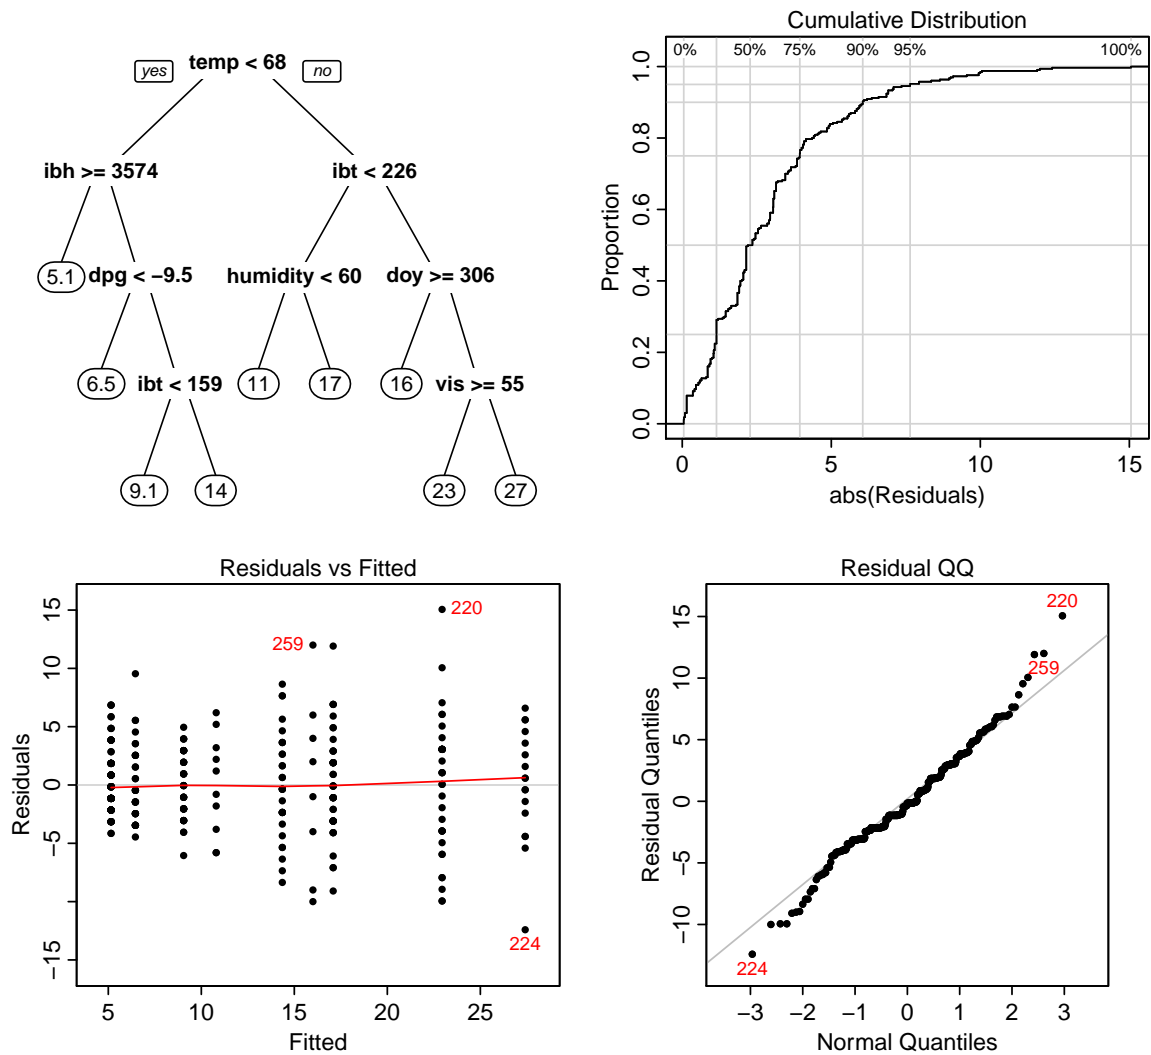 yes temp < 68 no
ibh >= 3574 ibt < 226
5.1 dpg < −9.5 humidity < 60 doy >= 306
6.5 ibt < 159 11 17 16 vis >= 55
9.1 14 23 27
Cumulative Distribution
0% 50% 75% 90% 95% 100%
1.0
0.8
0.6
0.4
0.2
0.0
Proportion
0 5 10 15
abs(Residuals)
Residuals vs Fitted
15
10
5
0
−5
−15
Residuals
220
259
224
5 10 15 20 25
Fitted
Residual QQ
15
10
5
0
−5
−10
Residual Quantiles
220
259
224
−3 −2 −1 0 1 2 3
Normal Quantiles